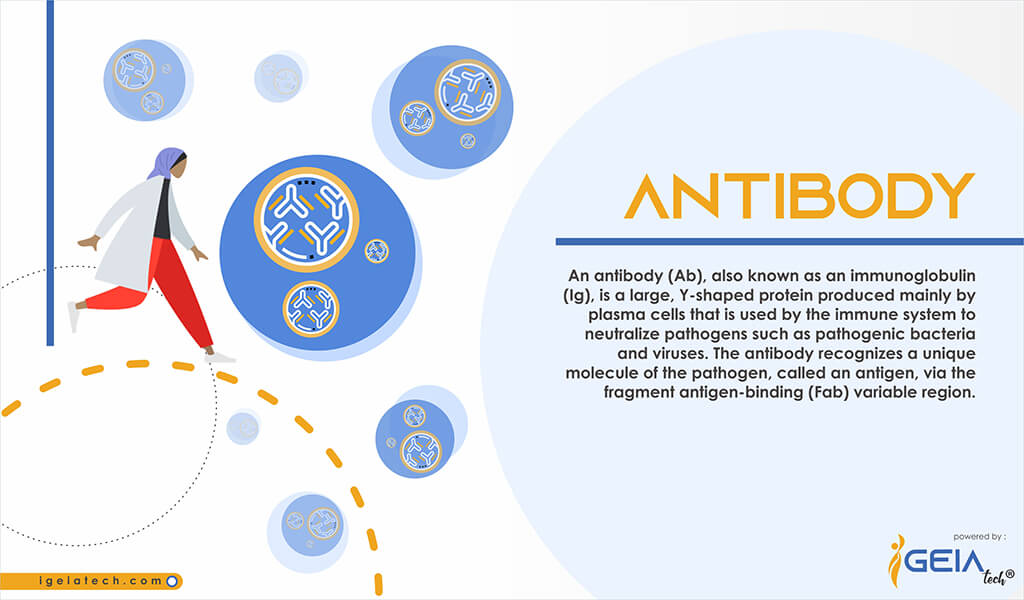 ANTIBODY
An antibody (Ab), also known as an immunoglobulin
(Ig), is a large, Y-shaped protein produced mainly by
plasma cells that is used by the immune system to
neutralize pathogens such as pathogenic bacteria
and viruses. The antibody recognizes a unique
molecule of the pathogen, called an antigen, via the
fragment antigen-binding (Fab) variable region.
powered by :
iGEIA
tech®
igeiatech.com